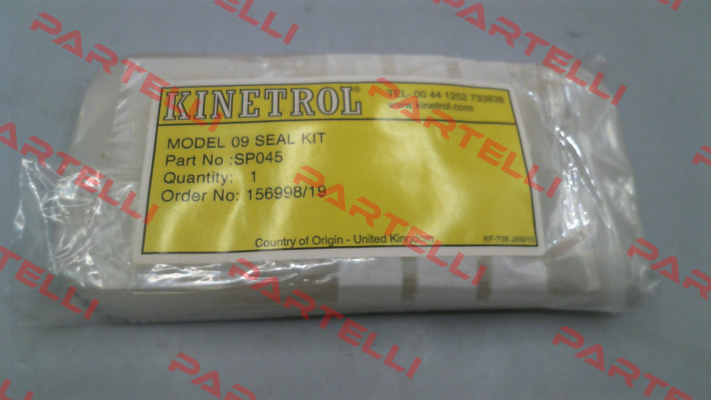 KINETROL®
TEL: 00 44 1252 733838
www.kinetrol.com
MODEL 09 SEAL KIT
Part No :SP045
Quantity: 1
Order No: 156998/19
Country of Origin - United Kingdom
PARTELLI
PARTELLI
PARTELLI
PARTELLI
PARTELLI
PARTELLI
PARTELLI
PARTELLI